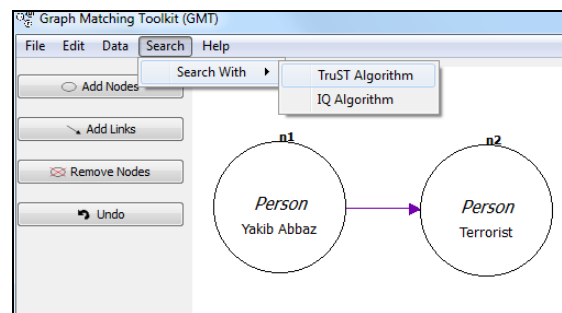 Graph Matching Toolkit (GMT)
File Edit Data Search Help
Search With
TruST Algorithm
IQ Algorithm
Add Nodes
Add Links
Remove Nodes
Undo
n1
n2
Person
Yakib Abbaz
Person
Terrorist